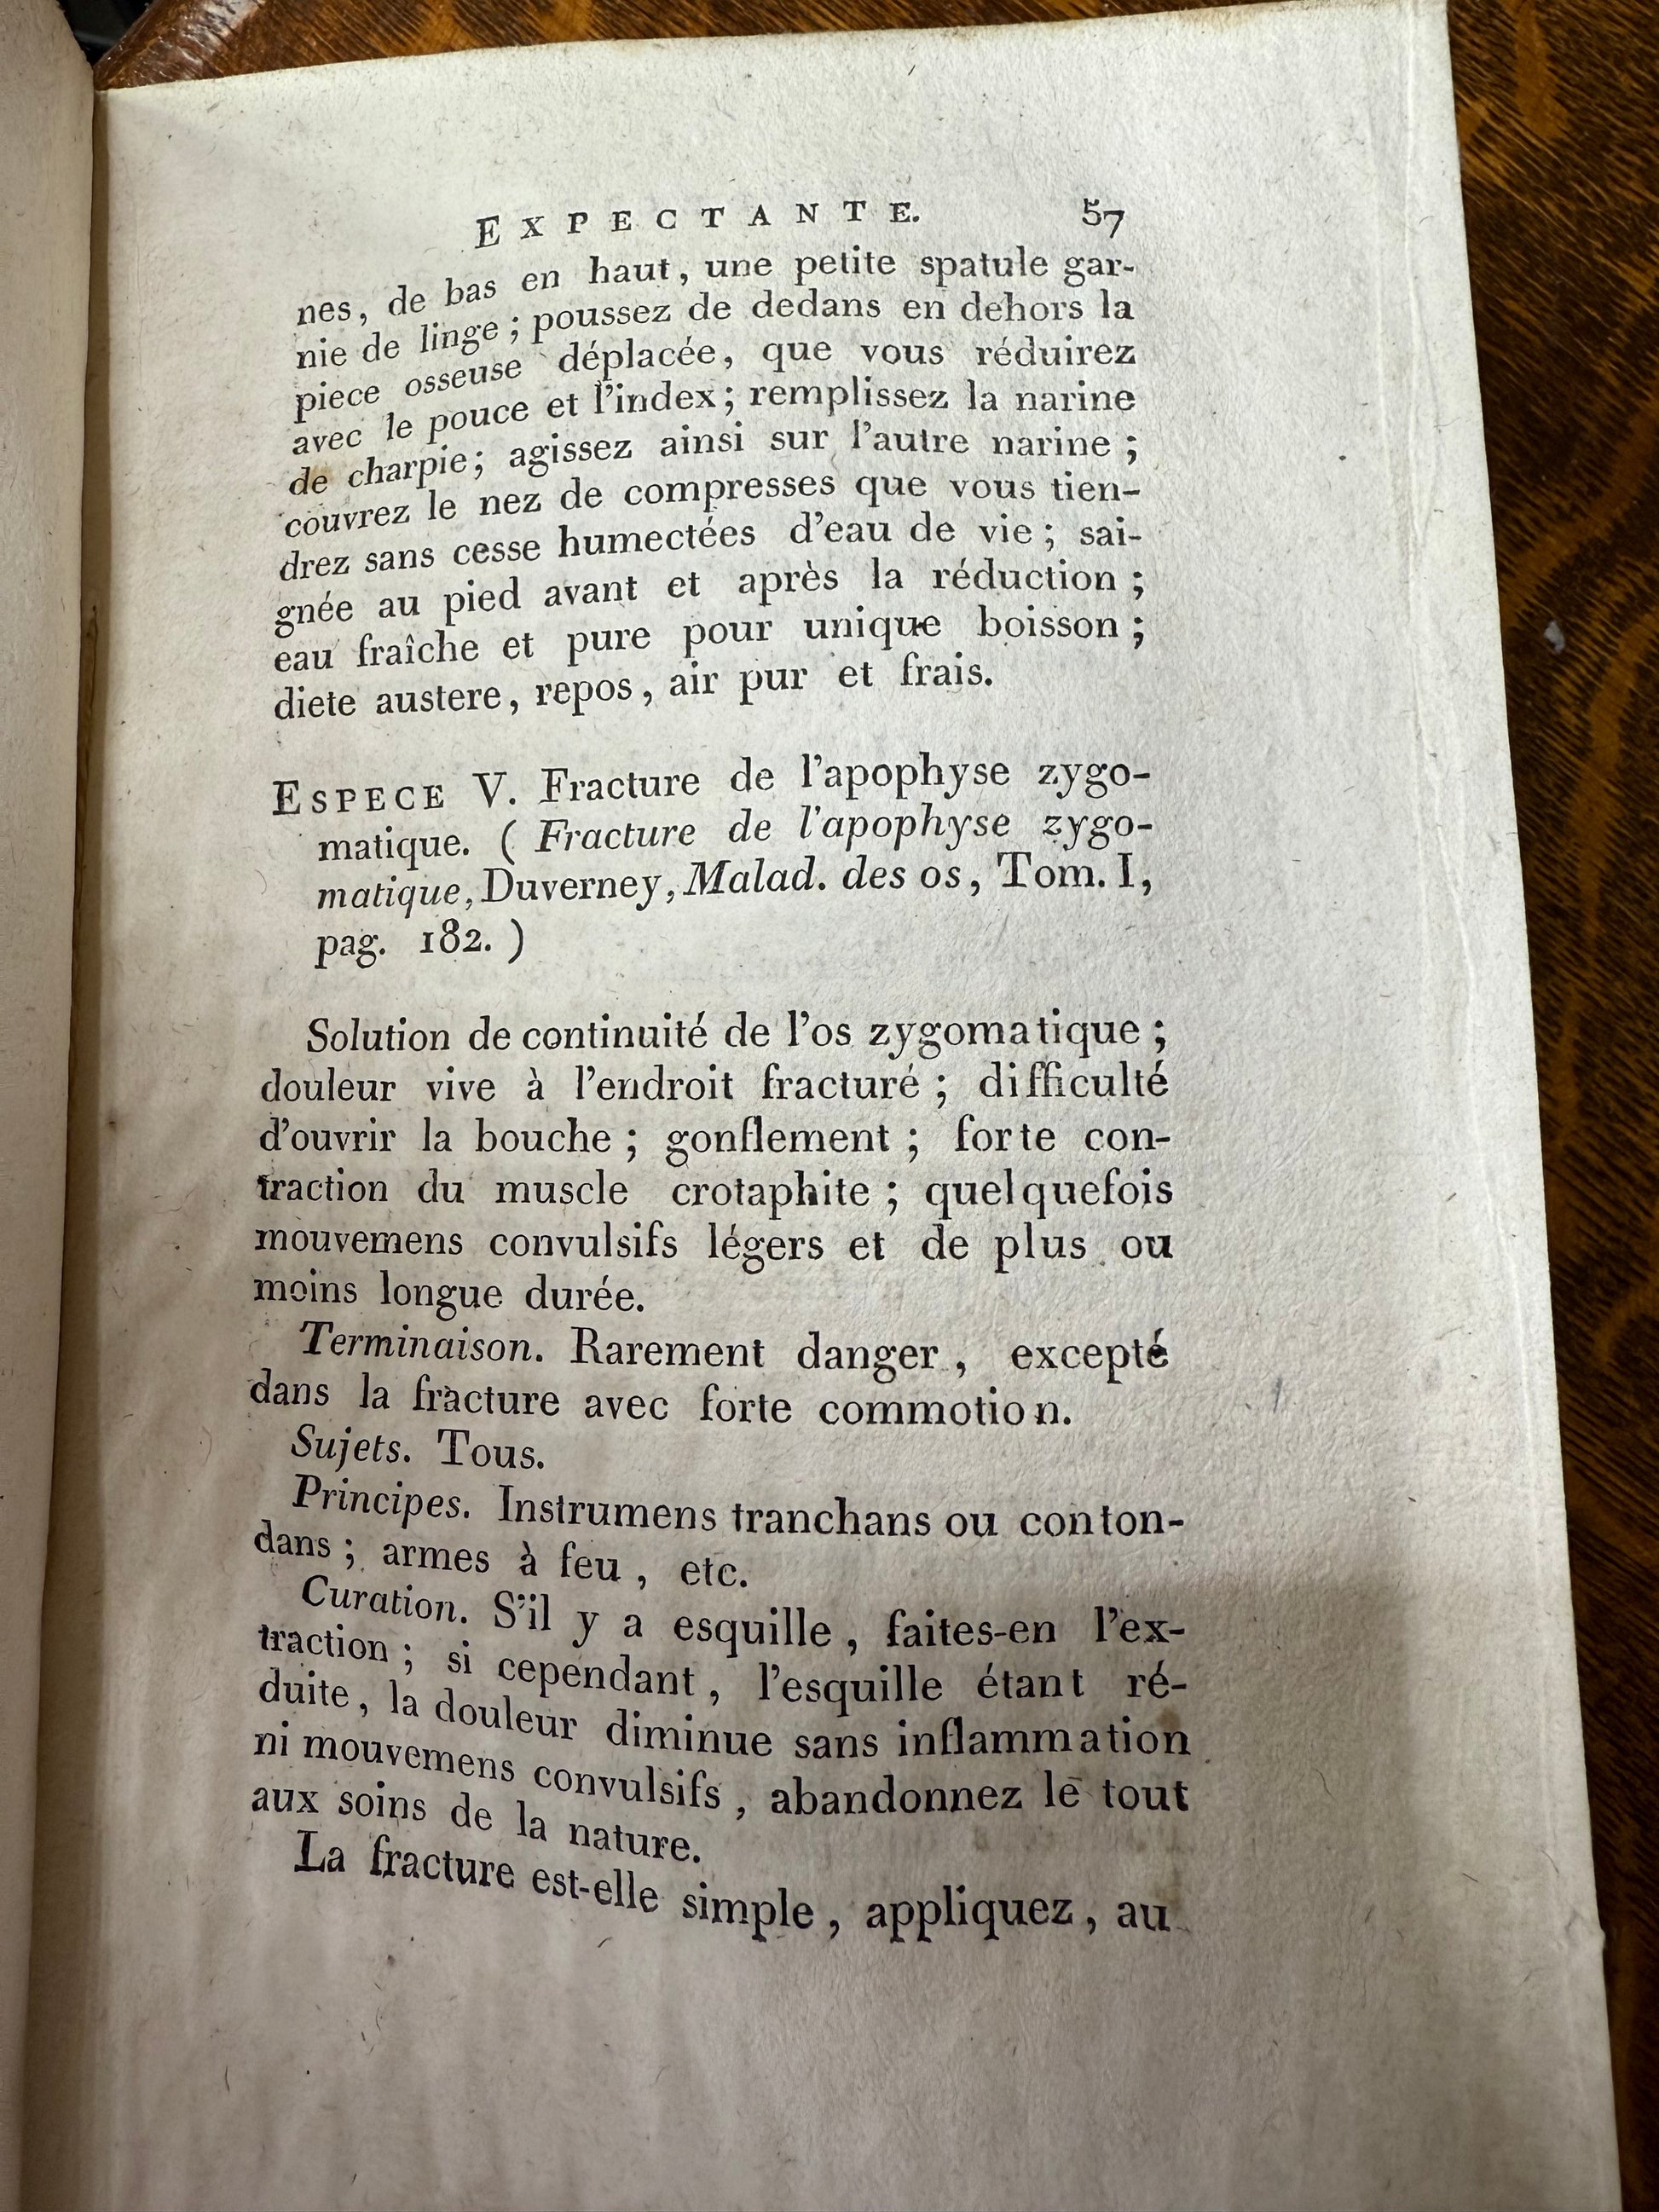 EXPECTANTE. 57
nes, de bas en haut, une petite spatule gar-
nie de linge ; poussez de dedans en dehors la
piece osseuse déplacée, que vous réduirez
avec le pouce et l'index ; remplissez la narine
de charpie ; agissez ainsi sur l'autre narine ;
couvrez le nez de compresses que vous tien-
drez sans cesse humectées d'eau de vie ; sai-
gnée au pied avant et après la réduction ;
eau fraîche et pure pour unique boisson ;
diete austere, repos, air pur et frais.
ESPECE V. Fracture de l'apophyse zygo-
matique. ( Fracture de l'apophyse zygo-
matique, Duverney, Malad. des os, Tom. I,
pag. 182. )
Solution de continuité de l'os zygomatique ;
douleur vive à l'endroit fracturé ; difficulté
d'ouvrir la bouche ; gonflement ; forte con-
traction du muscle crotaphite ; quelquefois
mouvemens convulsifs légers et de plus ou
moins longue durée.
Terminaison. Rarement danger, excepté
dans la fracture avec forte commotion.
Sujets. Tous.
Principes. Instrumens tranchans ou conton-
dans ; armes à feu, etc.
Curation. S'il y a esquille, faites-en l'ex-
traction ; si cependant, l'esquille étant ré-
duite, la douleur diminue sans inflammation
ni mouvemens convulsifs, abandonnez le tout
aux soins de la nature.
La fracture est-elle simple, appliquez, au